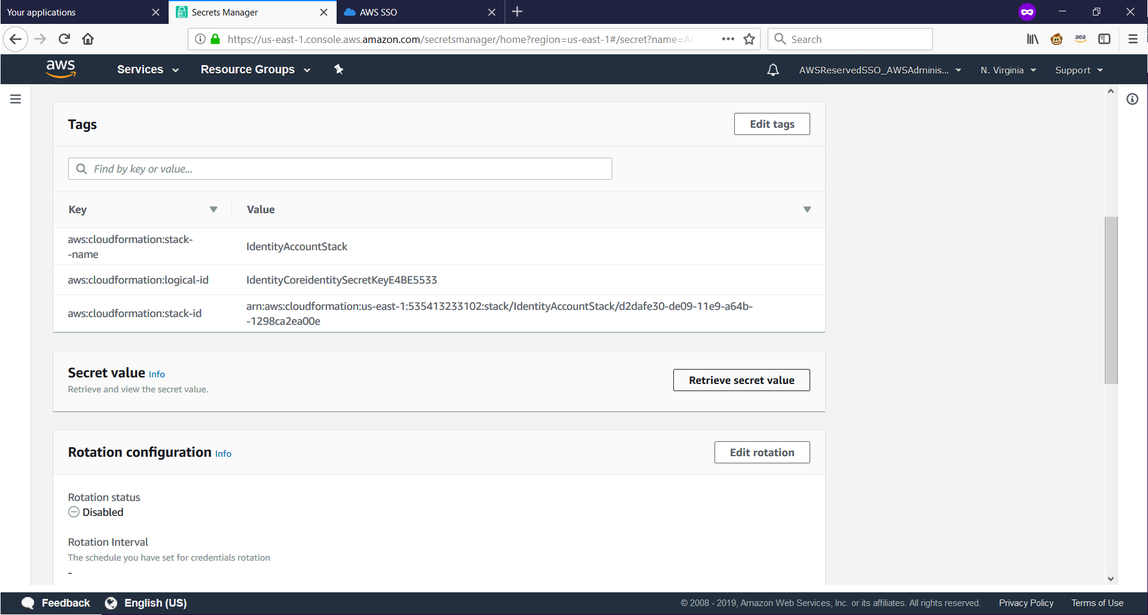 Your applications
Secrets Manager
AWS SSO
https://us-east-1.console.aws.amazon.com/secretsmanager/home?region=us-east-1#/secret?name=A
Search
aea
aws
Services
Resource Groups
AWSReservedSSO_AWSAdminis...
N. Virginia
Support
Tags
Edit tags
Find by key or value...
Key
Value
aws:cloudformation:stack-
-name
IdentityAccountStack
aws:cloudformation:logical-id
IdentityCoreidentitySecretKeyE4BE5533
aws:cloudformation:stack-id
arn:aws:cloudformation:us-east-1:535413233102:stack/IdentityAccountStack/d2dafe30-de09-11e9-a64b-
-1298ca2ea00e
Secret value Info
Retrieve and view the secret value.
Retrieve secret value
Rotation configuration Info
Edit rotation
Rotation status
Disabled
Rotation Interval
The schedule you have set for credentials rotation
-
Feedback
English (US)
© 2008 - 2019, Amazon Web Services, Inc. or its affiliates. All rights reserved.
Privacy Policy
Terms of Use